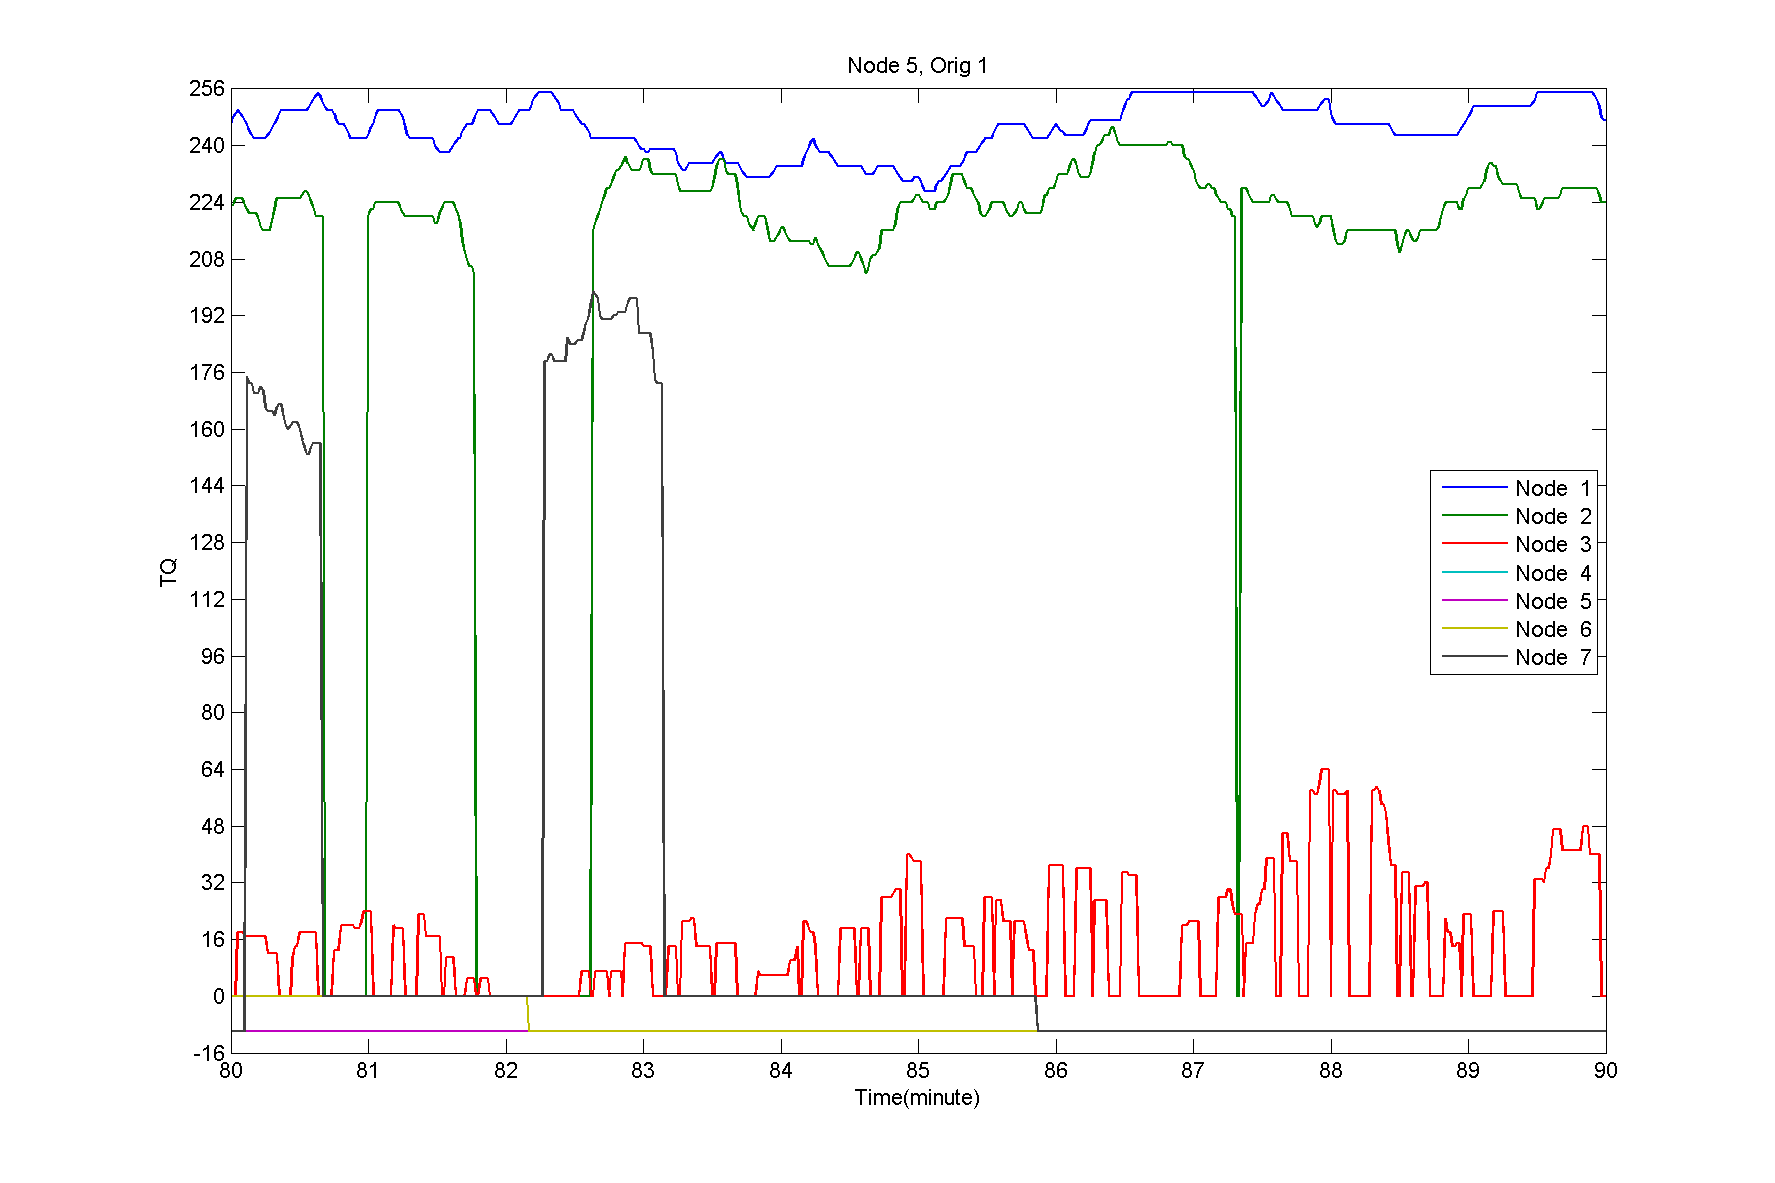 Node 5, Orig 1
256
240
224
208
192
176
160
144
128
112
96
80
64
48
32
16
0
-16
TQ
Node 1
Node 2
Node 3
Node 4
Node 5
Node 6
Node 7
80 81 82 83 84 85 86 87 88 89 90
Time(minute)